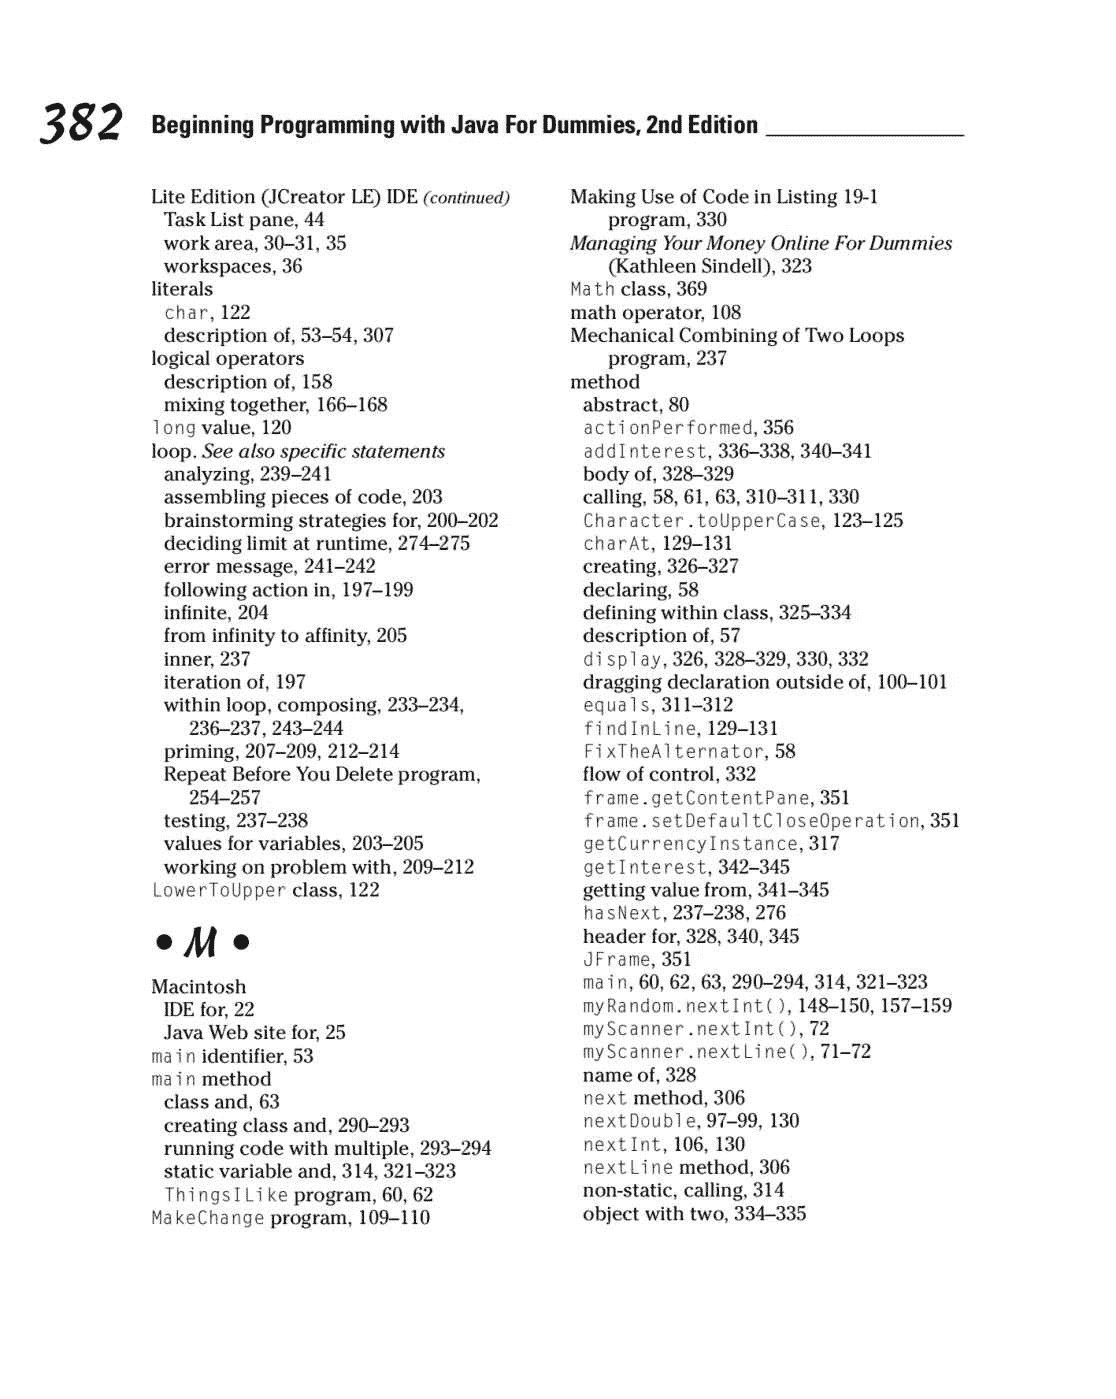 382 Beginning Programming with Java For Dummies, 2nd Edition
Lite Edition (JCreator LE) IDE (continued)
Task List pane, 44
work area, 30–31, 35
workspaces, 36
literals
char, 122
description of, 53–54, 307
logical operators
description of, 158
mixing together, 166–168
long value, 120
loop. See also specific statements
analyzing, 239–241
assembling pieces of code, 203
brainstorming strategies for, 200–202
deciding limit at runtime, 274–275
error message, 241–242
following action in, 197–199
infinite, 204
from infinity to affinity, 205
inner, 237
iteration of, 197
within loop, composing, 233–234,
236–237, 243–244
priming, 207–209, 212–214
Repeat Before You Delete program,
254–257
testing, 237–238
values for variables, 203–205
working on problem with, 209–212
LowerToUpper class, 122
• M •
Macintosh
IDE for, 22
Java Web site for, 25
main identifier, 53
main method
class and, 63
creating class and, 290–293
running code with multiple, 293–294
static variable and, 314, 321–323
ThingsILike program, 60, 62
MakeChange program, 109–110
Making Use of Code in Listing 19-1
program, 330
Managing Your Money Online For Dummies
(Kathleen Sindell), 323
Math class, 369
math operator, 108
Mechanical Combining of Two Loops
program, 237
method
abstract, 80
actionPerformed, 356
addInterest, 336–338, 340–341
body of, 328–329
calling, 58, 61, 63, 310–311, 330
Character.toUpperCase, 123–125
charAt, 129–131
creating, 326–327
declaring, 58
defining within class, 325–334
description of, 57
display, 326, 328–329, 330, 332
dragging declaration outside of, 100–101
equals, 311–312
findInLine, 129–131
FixTheAlternator, 58
flow of control, 332
frame.getContentPane, 351
frame.setDefaultCloseOperation, 351
getCurrencyInstance, 317
getInterest, 342–345
getting value from, 341–345
hasNext, 237–238, 276
header for, 328, 340, 345
JFrame, 351
main, 60, 62, 63, 290–294, 314, 321–323
myRandom.nextInt(), 148–150, 157–159
myScanner.nextInt(), 72
myScanner.nextLine(), 71–72
name of, 328
next method, 306
nextDouble, 97–99, 130
nextInt, 106, 130
nextLine method, 306
non-static, calling, 314
object with two, 334–335